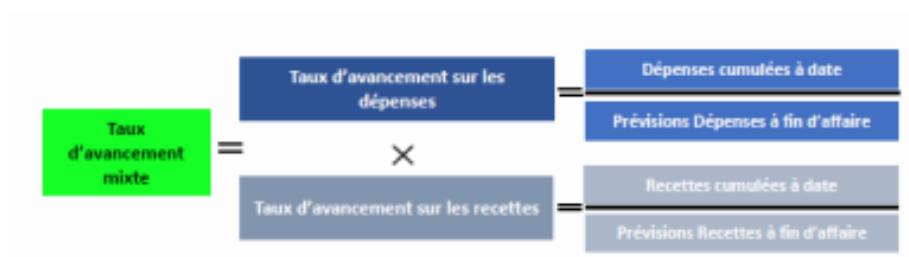 Taux
d'avancement
mixte
=
Taux d'avancement sur les
dépenses
=
Dépenses cumulées à date
Prévisions Dépenses à fin d'affaire
×
Taux d'avancement sur les recettes
=
Recettes cumulées à date
Prévisions Recettes à fin d'affaire